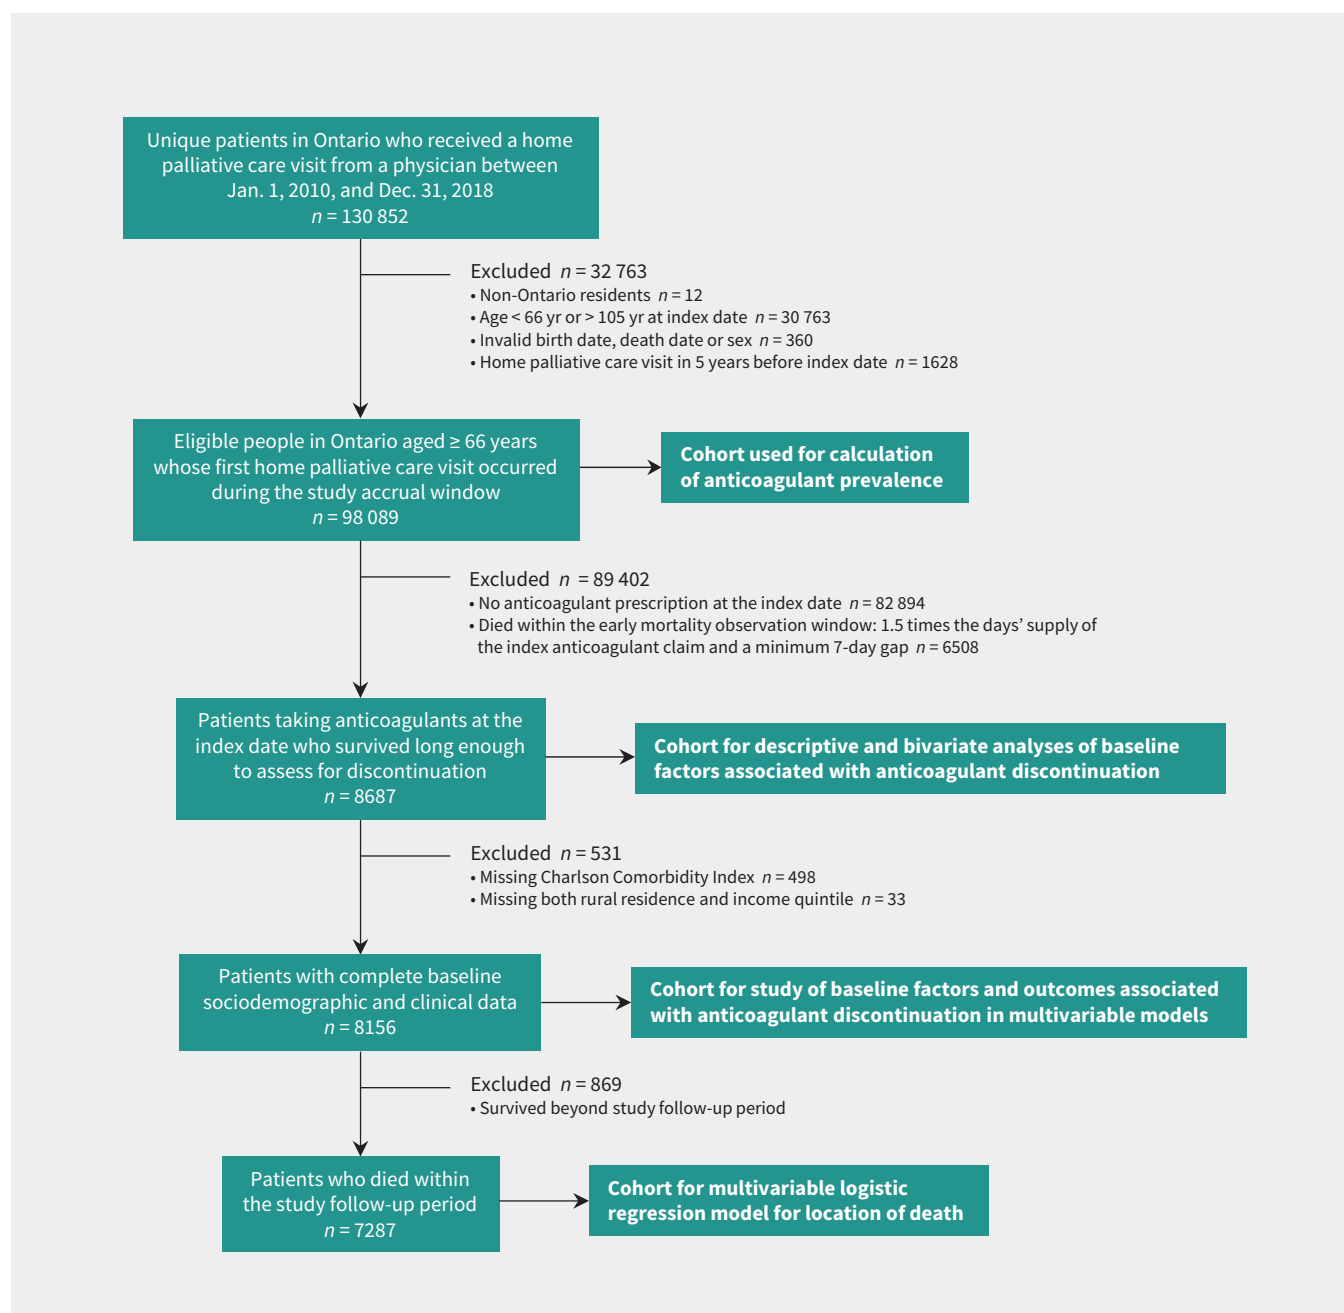 Unique patients in Ontario who received a home
palliative care visit from a physician between
Jan. 1, 2010, and Dec. 31, 2018
n = 130 852
Excluded n = 32 763
• Non-Ontario residents n = 12
• Age < 66 yr or > 105 yr at index date n = 30 763
• Invalid birth date, death date or sex n = 360
• Home palliative care visit in 5 years before index date n = 1628
Eligible people in Ontario aged ≥ 66 years
whose first home palliative care visit occurred
during the study accrual window
n = 98 089
Cohort used for calculation
of anticoagulant prevalence
Excluded n = 89 402
• No anticoagulant prescription at the index date n = 82 894
• Died within the early mortality observation window: 1.5 times the days’ supply of
the index anticoagulant claim and a minimum 7-day gap n = 6508
Patients taking anticoagulants at the
index date who survived long enough
to assess for discontinuation
n = 8687
Cohort for descriptive and bivariate analyses of baseline
factors associated with anticoagulant discontinuation
Excluded n = 531
• Missing Charlson Comorbidity Index n = 498
• Missing both rural residence and income quintile n = 33
Patients with complete baseline
sociodemographic and clinical data
n = 8156
Cohort for study of baseline factors and outcomes associated
with anticoagulant discontinuation in multivariable models
Excluded n = 869
• Survived beyond study follow-up period
Patients who died within
the study follow-up period
n = 7287
Cohort for multivariable logistic
regression model for location of death